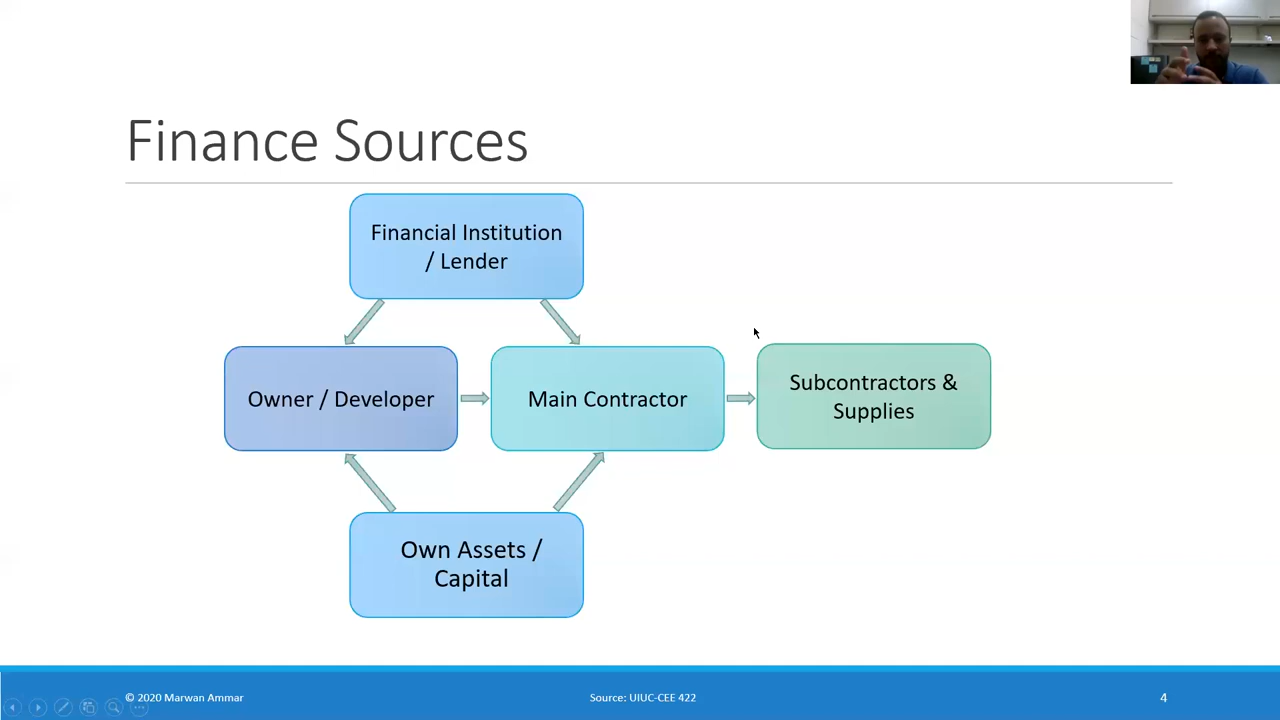 Finance Sources
Financial Institution
/ Lender
Owner / Developer
Main Contractor
Subcontractors &
Supplies
Own Assets /
Capital
© 2020 Marwan Ammar
Source: UIUC-CEE 422
4